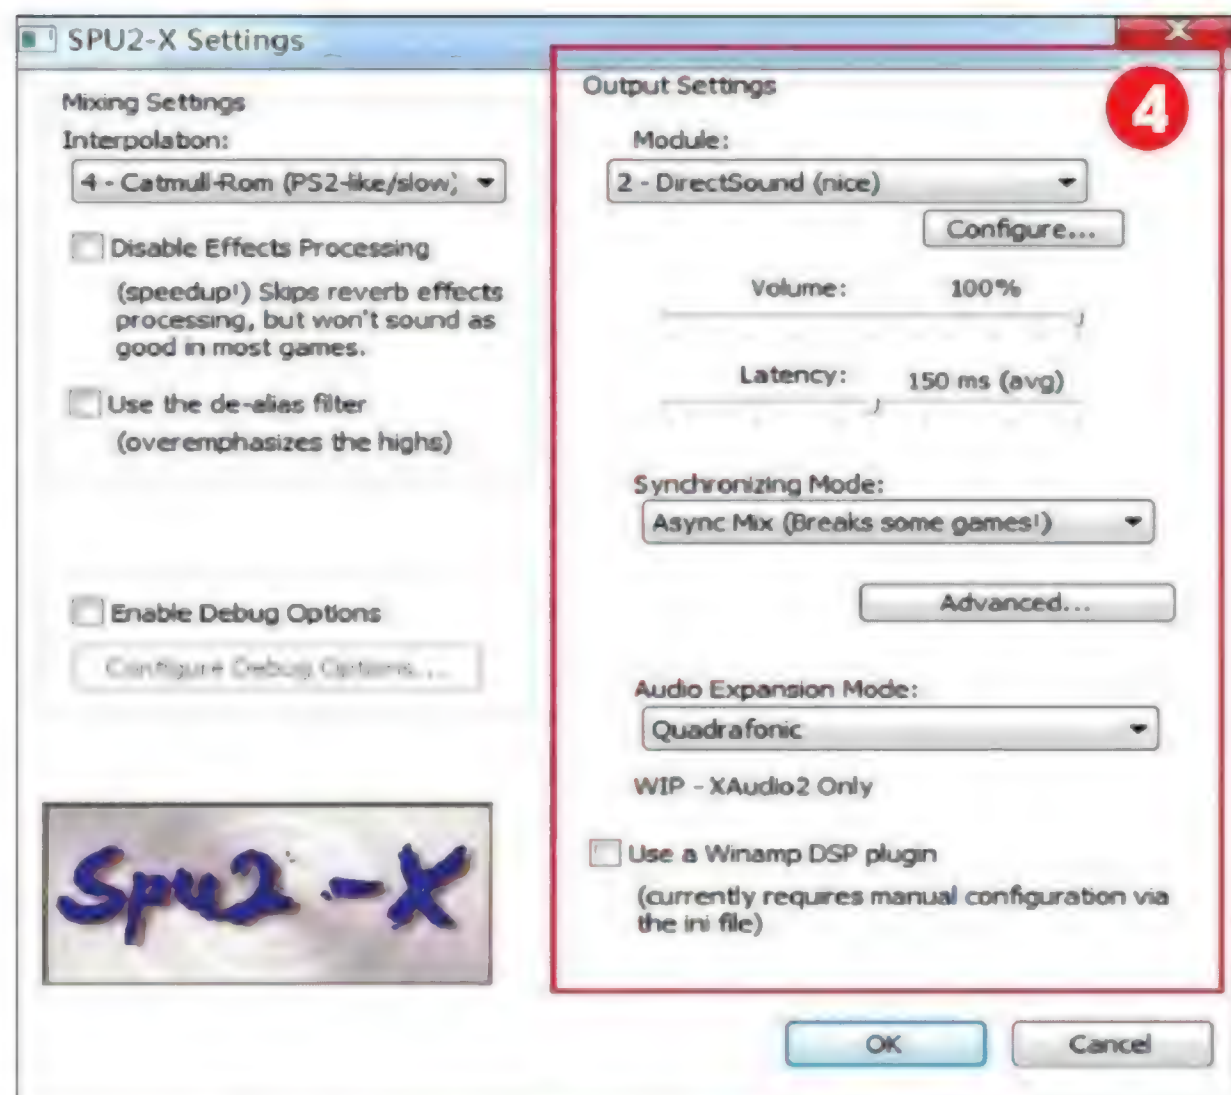 SPU2-X Settings
Mixing Settings
Interpolation:
4 - Catmull-Rom (PS2-like/slow)
Disable Effects Processing
(speedup!) Skips reverb effects
processing, but won't sound as
good in most games.
Use the de-alias filter
(overemphasizes the highs)
Enable Debug Options
Configure Debug Options...
Spu2-X
Output Settings
4
Module:
2 - DirectSound (nice)
Configure...
Volume: 100%
Latency: 150 ms (avg)
Synchronizing Mode:
Async Mix (Breaks some games!)
Advanced...
Audio Expansion Mode:
Quadrafonic
WIP - XAudio2 Only
Use a Winamp DSP plugin
(currently requires manual configuration via
the ini file)
OK Cancel